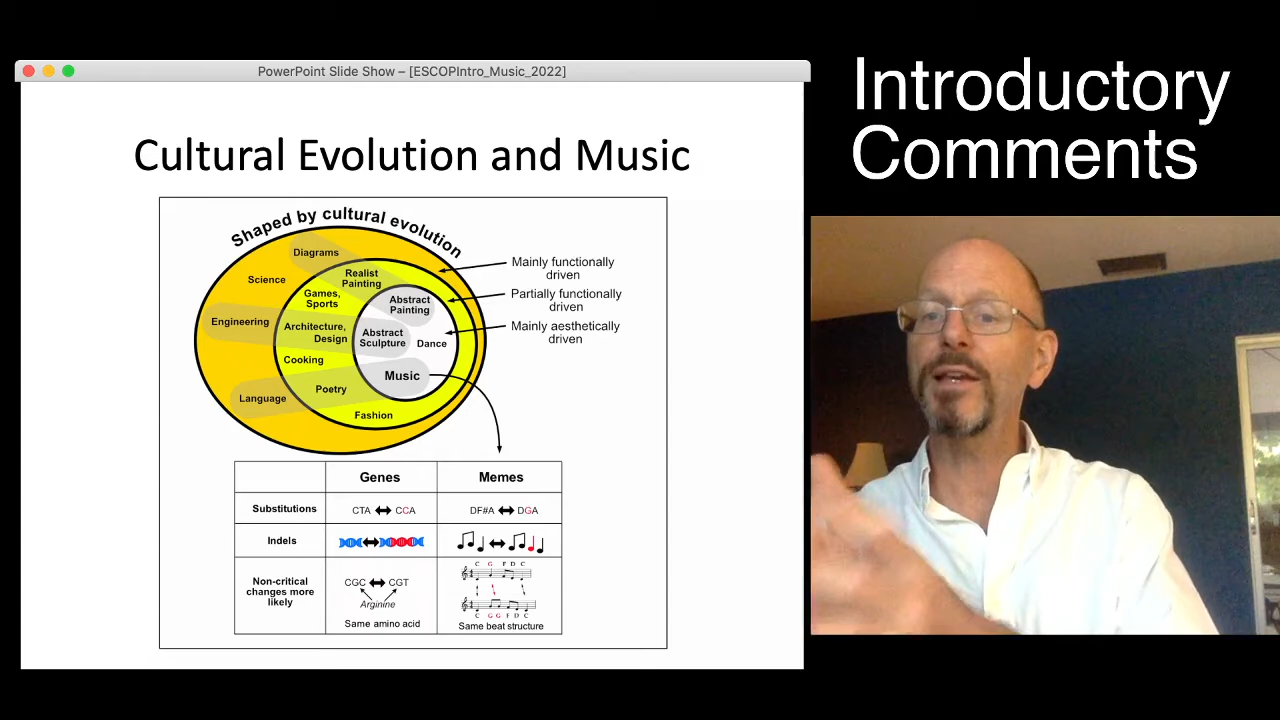 PowerPoint Slide Show – [ESCOPIntro_Music_2022]
Introductory
Comments
Cultural Evolution and Music
Shaped by cultural evolution
Diagrams
Science
Realist
Painting
Games,
Sports
Abstract
Painting
Engineering
Architecture,
Design
Abstract
Sculpture
Dance
Cooking
Music
Poetry
Language
Fashion
Mainly functionally
driven
Partially functionally
driven
Mainly aesthetically
driven
Genes
Memes
Substitutions
CTA
CCA
DF#A
DGA
Indels
Non-critical
changes more
likely
CGC
CGT
Arginine
Same amino acid
C G F D C
C G G F D C
Same beat structure